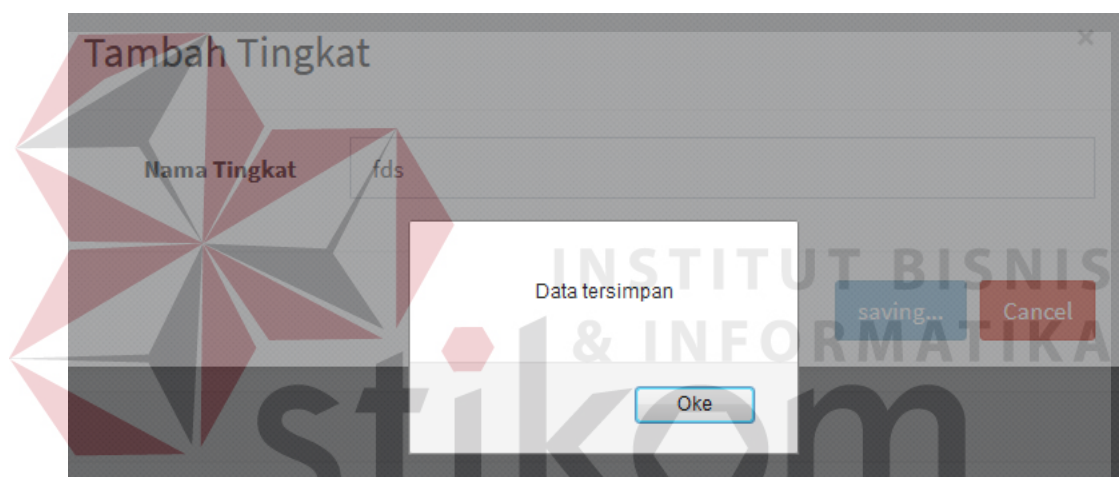 Tambah Tingkat
×
Nama Tingkat
fds
INSTITUT BISNIS
Data tersimpan
saving...
Cancel
& INFORMATIKA
Oke
stikom